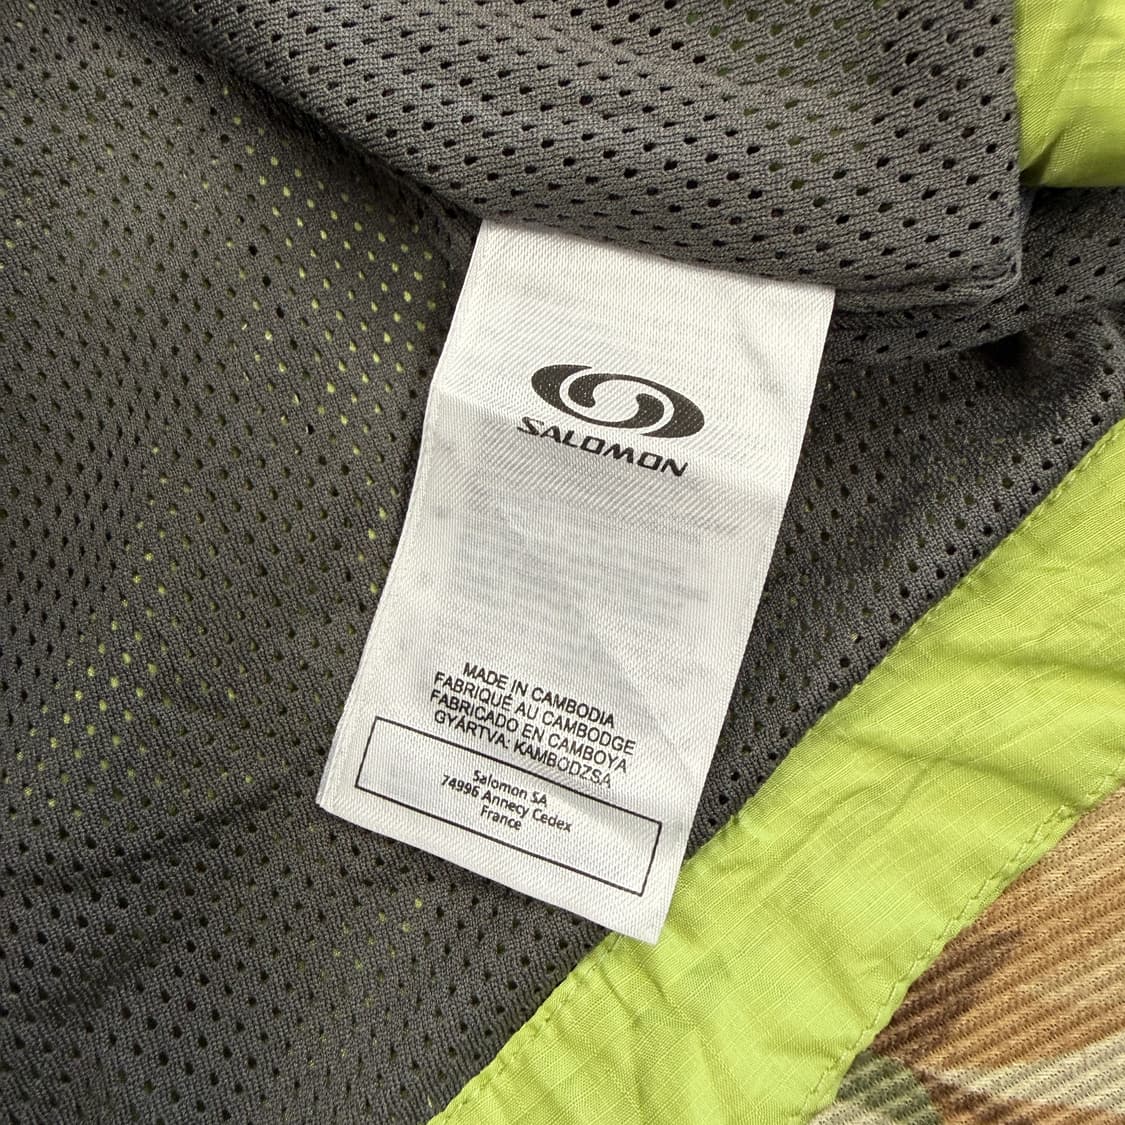 SALOMON
MADE IN CAMBODIA
FABRIQUÉ AU CAMBODGE
FABRICADO EN CAMBOYA
GYÁRTVA: KAMBODZSA
Salomon SA
74996 Annecy Cedex
France